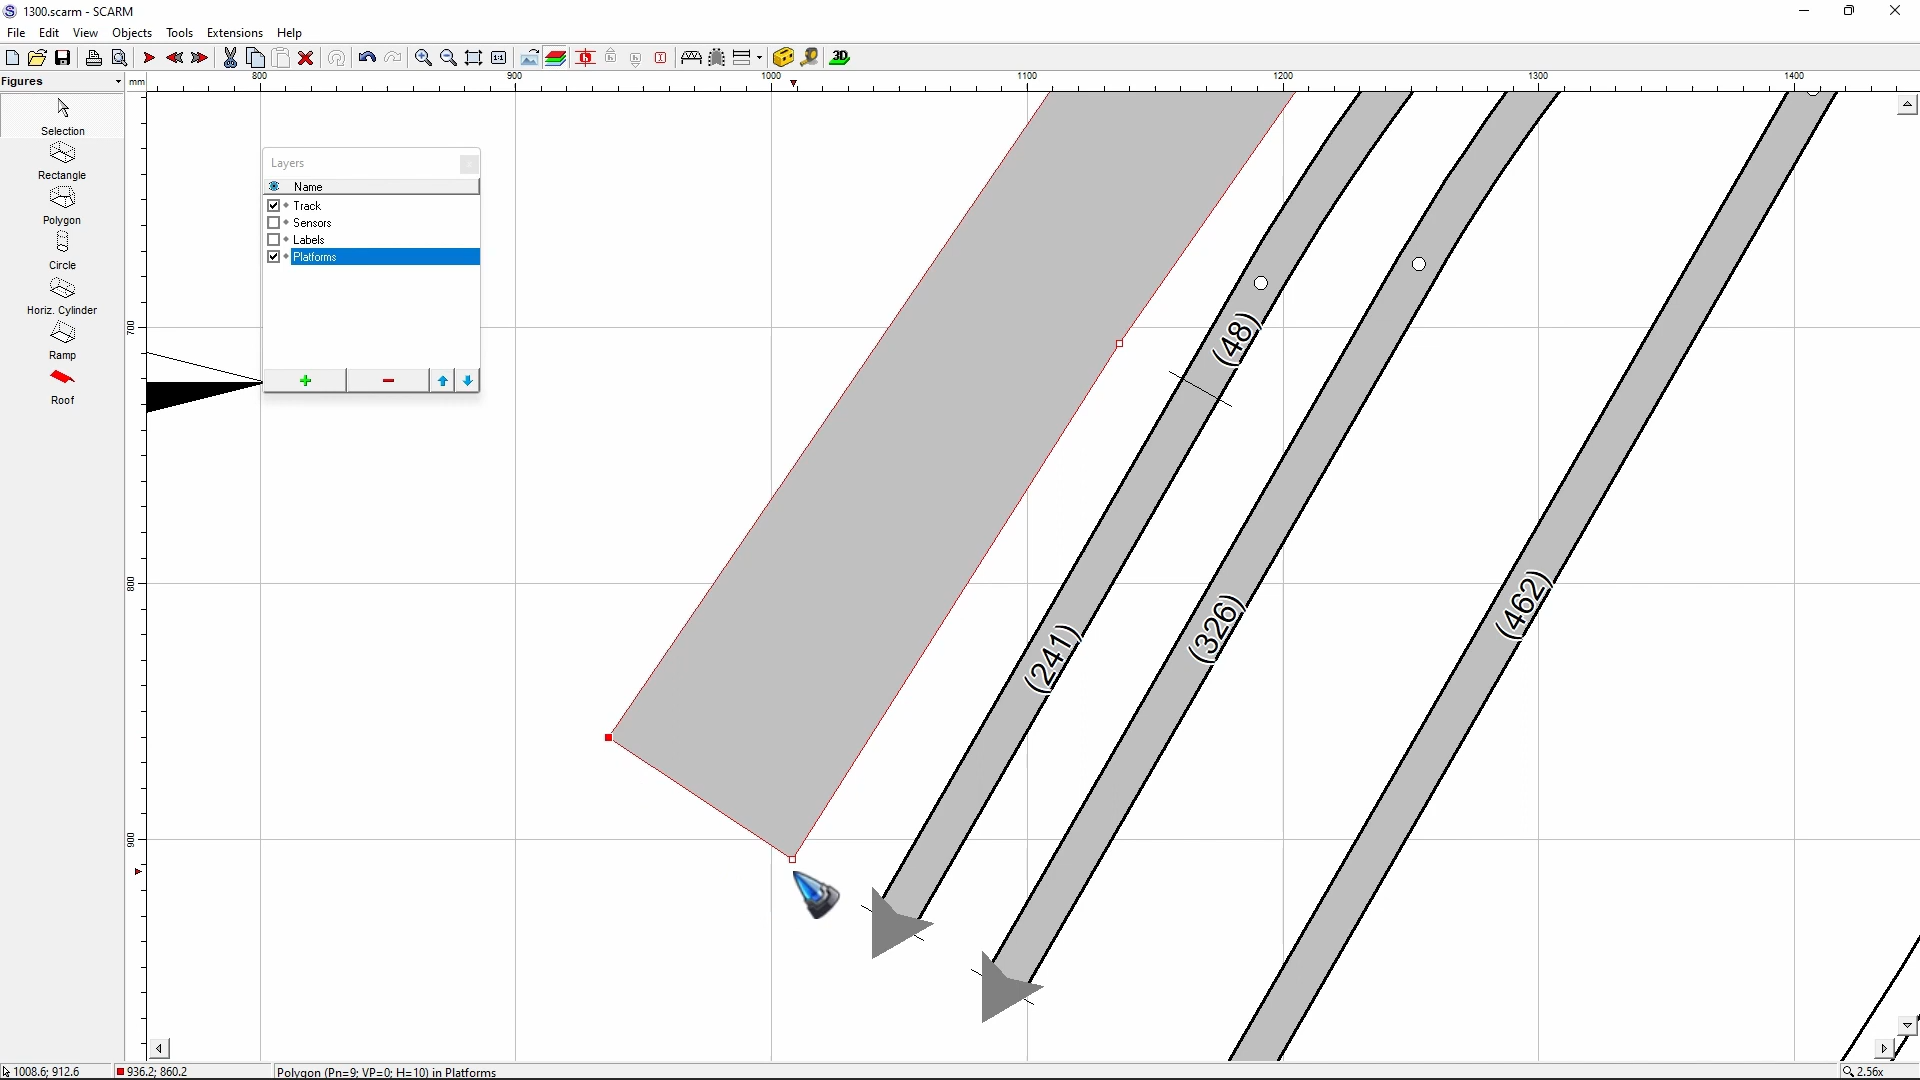 1300.scarm - SCARM
File Edit View Objects Tools Extensions Help
Figures
mm 800 900 1000 1100 1200 1300 1400
Selection
Rectangle
Polygon
Circle
Horiz. Cylinder
Ramp
Roof
Layers
Name
Track
Sensors
Labels
Platforms
700
800
900
(48)
(241)
(326)
(462)
1:1
3D
1008.6; 912.6 936.2; 860.2 Polygon (Pn=9; VP=0; H=10) in Platforms 2.56x